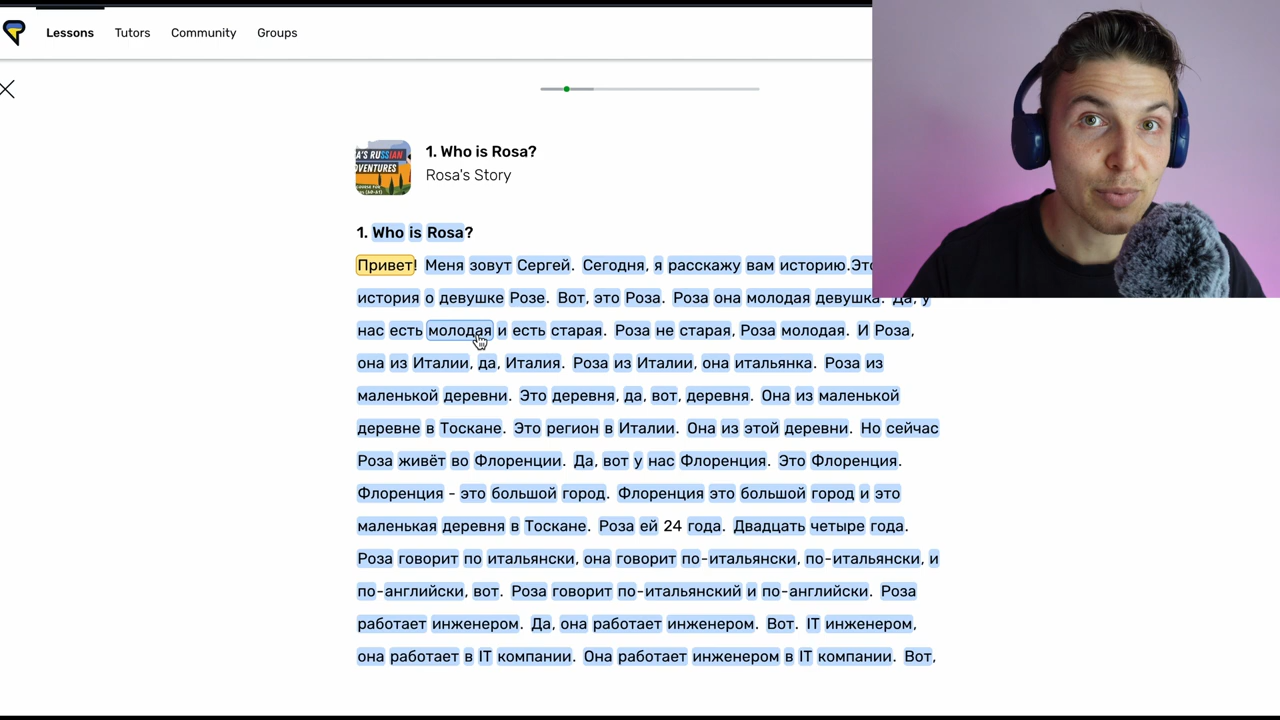 Lessons Tutors Community Groups
A'S RUSSIAN
VENTURES
1. Who is Rosa?
Rosa's Story
1. Who is Rosa?
Привет! Меня зовут Сергей. Сегодня, я расскажу вам историю.Это
история о девушке Розе. Вот, это Роза. Роза она молодая девушка. Да, у
нас есть молодая и есть старая. Роза не старая, Роза молодая. И Роза,
она из Италии, да, Италия. Роза из Италии, она итальянка. Роза из
маленькой деревни. Это деревня, да, вот, деревня. Она из маленькой
деревне в Тоскане. Это регион в Италии. Она из этой деревни. Но сейчас
Роза живёт во Флоренции. Да, вот у нас Флоренция. Это Флоренция.
Флоренция - это большой город. Флоренция это большой город и это
маленькая деревня в Тоскане. Роза ей 24 года. Двадцать четыре года.
Роза говорит по итальянски, она говорит по-итальянски, по-итальянски, и
по-английски, вот. Роза говорит по-итальянский и по-английски. Роза
работает инженером. Да, она работает инженером. Вот. IT инженером,
она работает в IT компании. Она работает инженером в IT компании. Вот,